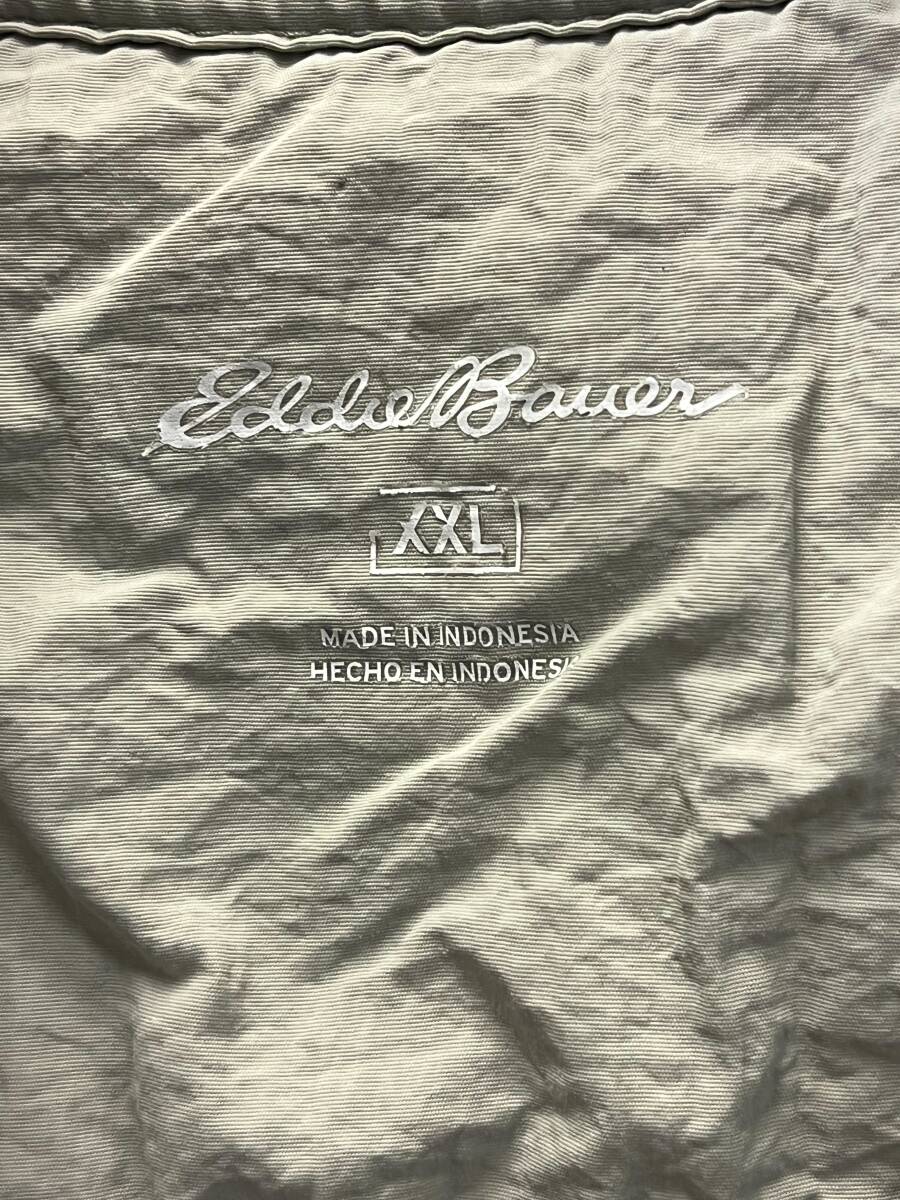 Eddie Bauer
XXL
MADE IN INDONESIA
HECHO EN INDONESIA